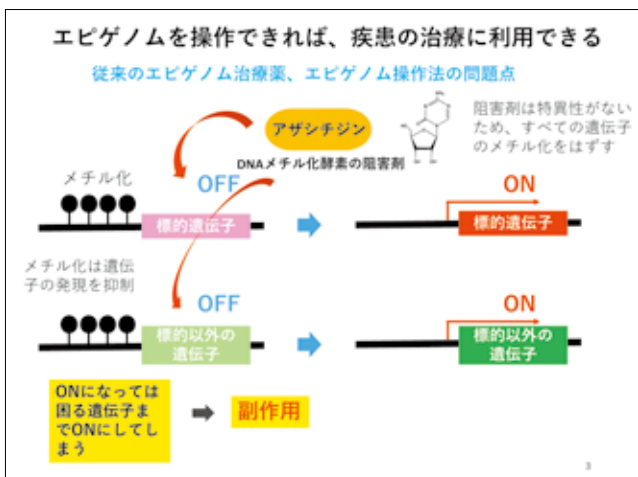 エピゲノムを操作できれば、疾患の治療に利用できる
従来のエピゲノム治療薬、エピゲノム操作法の問題点
アザシチジン
DNAメチル化酵素の阻害剤
阻害剤は特異性がない
ため、すべての遺伝子
のメチル化をはずす
メチル化
OFF
標的遺伝子
ON
標的遺伝子
メチル化は遺伝
子の発現を抑制
OFF
標的以外の
遺伝子
ON
標的以外の
遺伝子
ONになっては
困る遺伝子ま
でONにしてし
まう
副作用
3